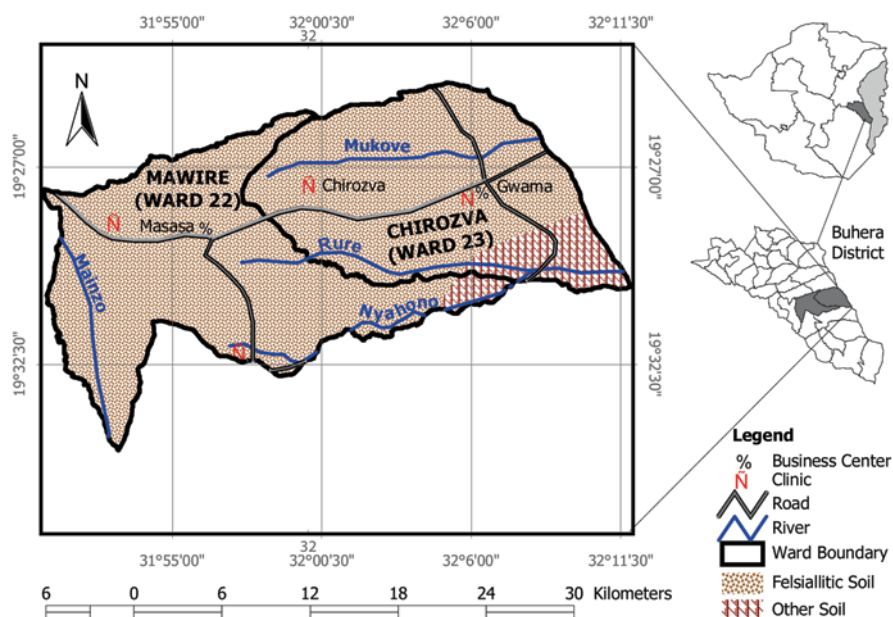 31°55'00" 32°00'30" 32°6'00" 32°11'30"
32
N
19°27'00"
19°27'00"
Mukove
MAWIRE
(WARD 22)
Ñ Chirozva
Ñ % Gwama
Ñ
Masasa %
CHIROZVA
(WARD 23)
Rure
Mainzo
Nyahono
Ñ
19°32'30"
19°32'30"
32
31°55'00" 32°00'30" 32°6'00" 32°11'30"
6 0 6 12 18 24 30 Kilometers
Buhera
District
Legend
% Business Center
Ñ Clinic
Road
River
Ward Boundary
Felsiallitic Soil
Other Soil